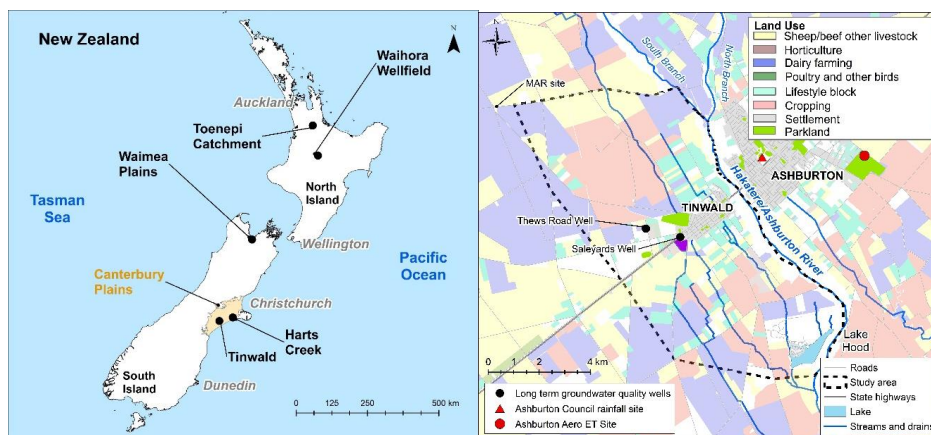 New Zealand
N
Waihora
Wellfield
Auckland
Toenepi
Catchment
Waimea
Plains
North
Island
Tasman
Sea
Wellington
Pacific
Ocean
Canterbury
Plains
Christchurch
Harts
Creek
Tinwald
South
Island
Dunedin
0 125 250 500 km
N
MAR site
South Branch
North Branch
Land Use
Sheep/beef other livestock
Horticulture
Dairy farming
Poultry and other birds
Lifestyle block
Cropping
Settlement
Parkland
ASHBURTON
TINWALD
Thews Road Well
Saleyards Well
Hakatere/Ashburton River
Lake
Hood
0 2 4 km
Long term groundwater quality wells
Ashburton Council rainfall site
Ashburton Aero ET Site
Roads
Study area
State highways
Lake
Streams and drains